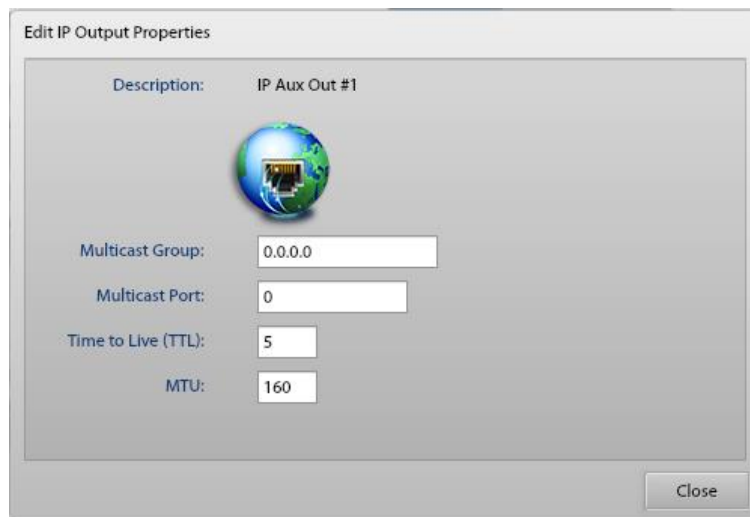 Edit IP Output Properties
Description: IP Aux Out #1
Multicast Group: 0.0.0.0
Multicast Port: 0
Time to Live (TTL): 5
MTU: 160
Close